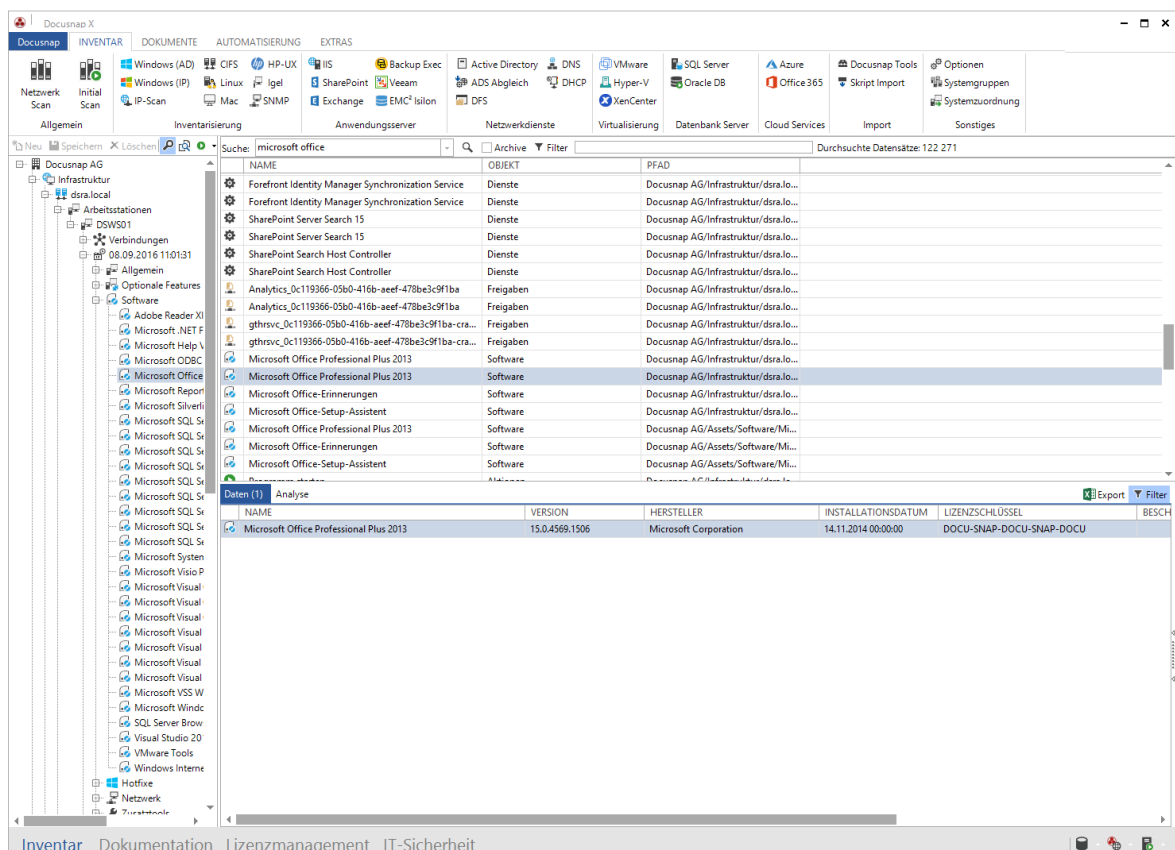 Docusnap X
Docusnap INVENTAR DOKUMENTE AUTOMATISIERUNG EXTRAS
Netzwerk Scan
Initial Scan
Allgemein
Windows (AD) CIFS HP-UX
Windows (IP) Linux Igel
IP-Scan Mac SNMP
Inventarisierung
IIS Backup Exec
SharePoint Veeam
Exchange EMC² Isilon
Anwendungsserver
Active Directory DNS
ADS Abgleich DHCP
DFS
Netzwerkdienste
VMware
Hyper-V
XenCenter
Virtualisierung
SQL Server
Oracle DB
Datenbank Server
Azure
Office 365
Cloud Services
Docusnap Tools
Skript Import
Import
Optionen
Systemgruppen
Systemzuordnung
Sonstiges
Neu Speichern Löschen
Docusnap AG
Infrastruktur
dsra.local
Arbeitsstationen
DSWS01
Verbindungen
08.09.2016 11:01:31
Allgemein
Optionale Features
Software
Adobe Reader XI
Microsoft .NET F
Microsoft Help V
Microsoft ODBC
Microsoft Office
Microsoft Report
Microsoft Silverli
Microsoft SQL Se
Microsoft SQL Se
Microsoft SQL Se
Microsoft SQL Se
Microsoft SQL Se
Microsoft SQL Se
Microsoft SQL Se
Microsoft SQL Se
Microsoft SQL Se
Microsoft System
Microsoft Visio P
Microsoft Visual
Microsoft Visual
Microsoft Visual
Microsoft Visual
Microsoft Visual
Microsoft Visual
Microsoft Visual
Microsoft VSS W
Microsoft Windo
SQL Server Brow
Visual Studio 20
VMware Tools
Windows Interne
Hotfixe
Netzwerk
Zusatztools
Suche: microsoft office Archive Filter Durchsuchte Datensätze: 122 271
NAME OBJEKT PFAD
Forefront Identity Manager Synchronization Service Dienste Docusnap AG/Infrastruktur/dsra.lo...
Forefront Identity Manager Synchronization Service Dienste Docusnap AG/Infrastruktur/dsra.lo...
SharePoint Server Search 15 Dienste Docusnap AG/Infrastruktur/dsra.lo...
SharePoint Server Search 15 Dienste Docusnap AG/Infrastruktur/dsra.lo...
SharePoint Search Host Controller Dienste Docusnap AG/Infrastruktur/dsra.lo...
SharePoint Search Host Controller Dienste Docusnap AG/Infrastruktur/dsra.lo...
Analytics_0c119366-05b0-416b-aeef-478be3c9f1ba Freigaben Docusnap AG/Infrastruktur/dsra.lo...
Analytics_0c119366-05b0-416b-aeef-478be3c9f1ba Freigaben Docusnap AG/Infrastruktur/dsra.lo...
gthrsvc_0c119366-05b0-416b-aeef-478be3c9f1ba-cra... Freigaben Docusnap AG/Infrastruktur/dsra.lo...
gthrsvc_0c119366-05b0-416b-aeef-478be3c9f1ba-cra... Freigaben Docusnap AG/Infrastruktur/dsra.lo...
Microsoft Office Professional Plus 2013 Software Docusnap AG/Infrastruktur/dsra.lo...
Microsoft Office Professional Plus 2013 Software Docusnap AG/Infrastruktur/dsra.lo...
Microsoft Office-Erinnerungen Software Docusnap AG/Infrastruktur/dsra.lo...
Microsoft Office-Setup-Assistent Software Docusnap AG/Infrastruktur/dsra.lo...
Microsoft Office Professional Plus 2013 Software Docusnap AG/Assets/Software/Mi...
Microsoft Office-Erinnerungen Software Docusnap AG/Assets/Software/Mi...
Microsoft Office-Setup-Assistent Software Docusnap AG/Assets/Software/Mi...
Programm starten Aktionen Docusnap AG/Infrastruktur/dsra.lo...
Daten (1) Analyse Export Filter
NAME VERSION HERSTELLER INSTALLATIONSDATUM LIZENZSCHLÜSSEL BESCH
Microsoft Office Professional Plus 2013 15.0.4569.1506 Microsoft Corporation 14.11.2014 00:00:00 DOCU-SNAP-DOCU-SNAP-DOCU
Inventar Dokumentation Lizenzmanagement IT-Sicherheit